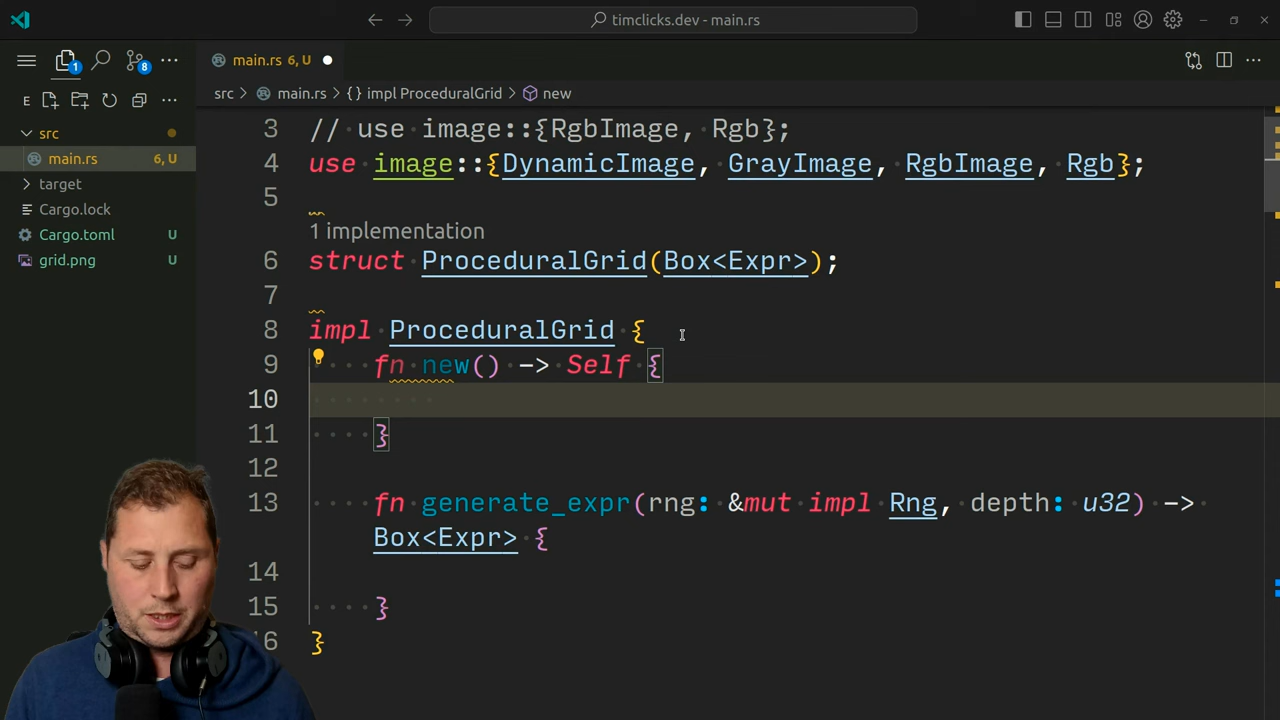 timclicks.dev - main.rs
1
8
main.rs 6, U
src > main.rs > {} impl ProceduralGrid > new
E
src
main.rs 6, U
target
Cargo.lock
Cargo.toml U
grid.png U
3 // use image::{RgbImage, Rgb};
4 use image::{DynamicImage, GrayImage, RgbImage, Rgb};
5
1 implementation
6 struct ProceduralGrid(Box<Expr>);
7
8 impl ProceduralGrid {
9 fn new() -> Self {
10
11 }
12
13 fn generate_expr(rng: &mut impl Rng, depth: u32) ->
Box<Expr> {
14
15 }
16 }